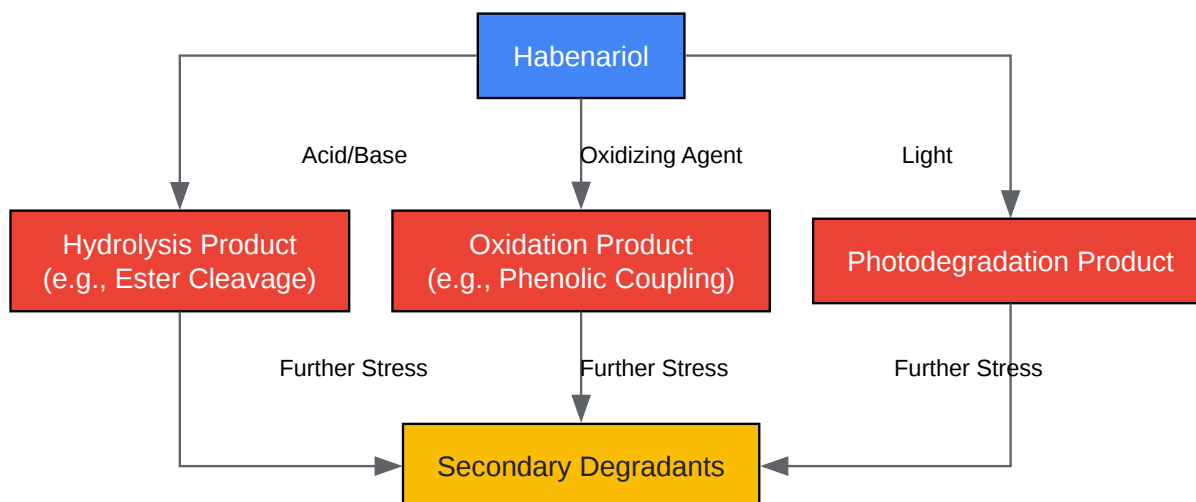 Habenariol
Acid/Base
Oxidizing Agent
Light
Hydrolysis Product
(e.g., Ester Cleavage)
Oxidation Product
(e.g., Phenolic Coupling)
Photodegradation Product
Further Stress
Further Stress
Further Stress
Secondary Degradants